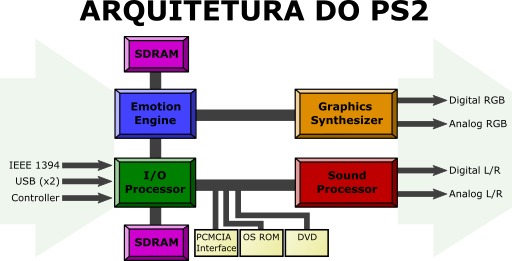 ARQUITETURA DO PS2
SDRAM
Emotion
Engine
Graphics
Synthesizer
Digital RGB
Analog RGB
IEEE 1394
USB (x2)
Controller
I/O
Processor
Sound
Processor
Digital L/R
Analog L/R
SDRAM
PCMCIA
Interface
OS ROM
DVD